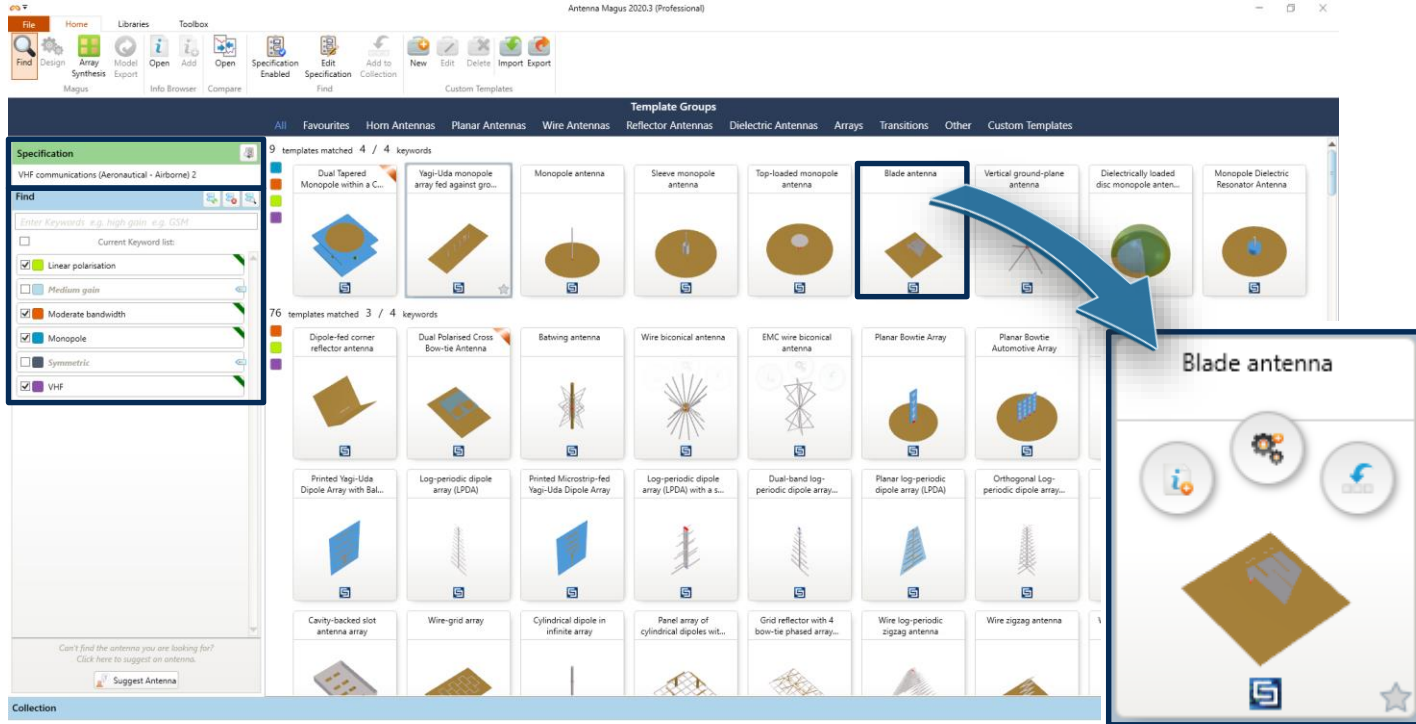 Antenna Magus 2020.3 (Professional)
File Home Libraries Toolbox
Find Design Array Synthesis Model Export Open Add Open Specification Enabled Edit Specification Add to Collection New Edit Delete Import Export
Magus Info Browser Compare Find Custom Templates
Template Groups
All Favourites Horn Antennas Planar Antennas Wire Antennas Reflector Antennas Dielectric Antennas Arrays Transitions Other Custom Templates
Specification
VHF communications (Aeronautical - Airborne) 2
Find
Enter Keywords e.g. high gain e.g. GSM
Current Keyword list:
Linear polarisation
Medium gain
Moderate bandwidth
Monopole
Symmetric
VHF
Can't find the antenna you are looking for?
Click here to suggest an antenna.
Suggest Antenna
9 templates matched 4 / 4 keywords
Dual Tapered
Monopole within a C...
Yagi-Uda monopole
array fed against gro...
Monopole antenna
Sleeve monopole
antenna
Top-loaded monopole
antenna
Blade antenna
Vertical ground-plane
antenna
Dielectrically loaded
disc monopole anten...
Monopole Dielectric
Resonator Antenna
76 templates matched 3 / 4 keywords
Dipole-fed corner
reflector antenna
Dual Polarised Cross
Bow-tie Antenna
Batwing antenna
Wire biconical antenna
EMC wire biconical
antenna
Planar Bowtie Array
Planar Bowtie
Automotive Array
Printed Yagi-Uda
Dipole Array with Bal...
Log-periodic dipole
array (LPDA)
Printed Microstrip-fed
Yagi-Uda Dipole Array
Log-periodic dipole
array (LPDA) with a s...
Dual-band log-
periodic dipole array...
Planar log-periodic
dipole array (LPDA)
Orthogonal Log-
periodic dipole array...
Cavity-backed slot
antenna array
Wire-grid array
Cylindrical dipole in
infinite array
Panel array of
cylindrical dipoles wit...
Grid reflector with 4
bow-tie phased array...
Wire log-periodic
zigzag antenna
Wire zigzag antenna
Blade antenna
Collection